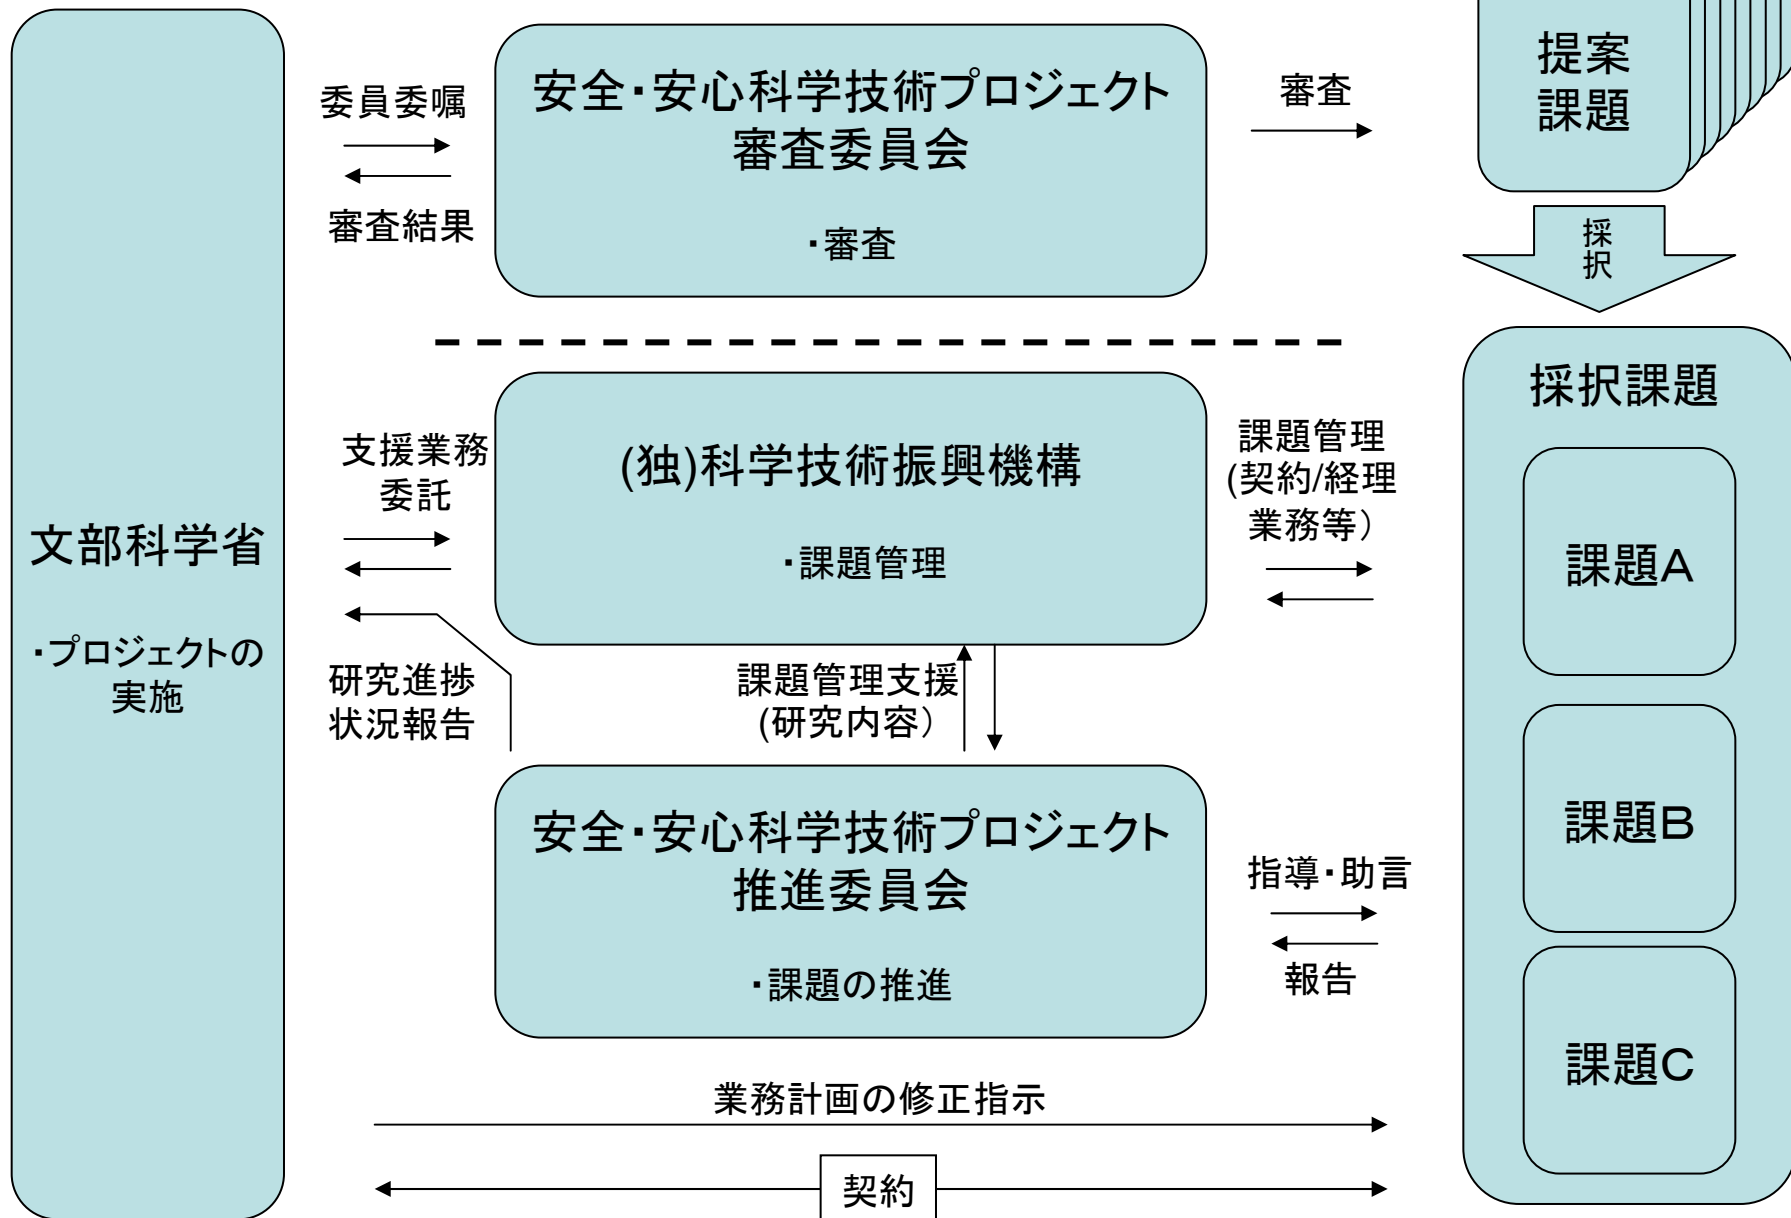 文部科学省
・プロジェクトの
実施
委員委嘱
審査結果
安全・安心科学技術プロジェクト
審査委員会
・審査
審査
提案
課題
採択
支援業務
委託
(独)科学技術振興機構
・課題管理
課題管理
(契約/経理
業務等）
研究進捗
状況報告
課題管理支援
(研究内容）
安全・安心科学技術プロジェクト
推進委員会
・課題の推進
指導・助言
報告
採択課題
課題A
課題B
課題C
業務計画の修正指示
契約